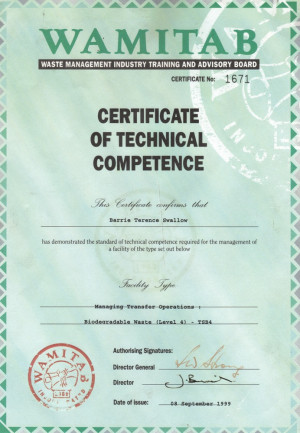 WAMITAB
WASTE MANAGEMENT INDUSTRY TRAINING AND ADVISORY BOARD
CERTIFICATE No: 1671
CERTIFICATE
OF TECHNICAL
COMPETENCE
This Certificate confirms that
Barrie Terence Swallow
has demonstrated the standard of technical competence required for the management of
a facility of the type set out below
Facility Type
Managing Transfer Operations :
Biodegradable Waste (Level 4) - TSB4
Authorising Signatures:
Director General
Director
Date of issue: 08 September 1999
WAMITAB